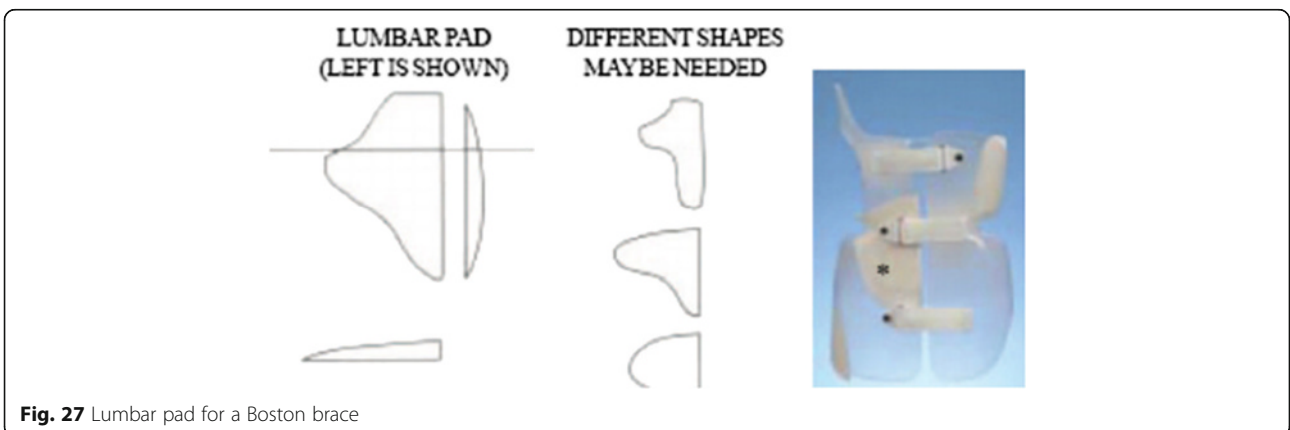 LUMBAR PAD
(LEFT IS SHOWN)
DIFFERENT SHAPES
MAYBE NEEDED
*
Fig. 27 Lumbar pad for a Boston brace